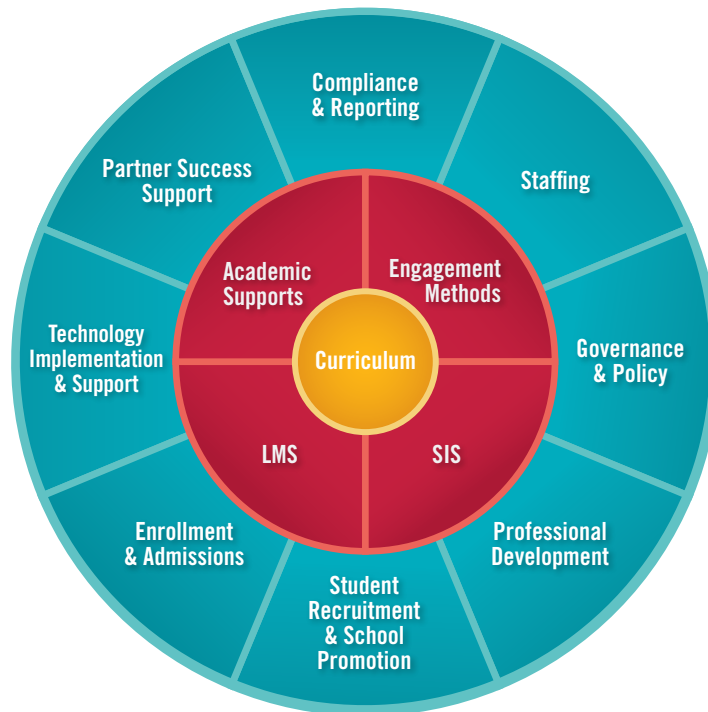 Compliance
& Reporting
Staffing
Governance
& Policy
Professional
Development
Student
Recruitment
& School
Promotion
Enrollment
& Admissions
Technology
Implementation
& Support
Partner Success
Support
Academic
Supports
Engagement
Methods
SIS
LMS
Curriculum